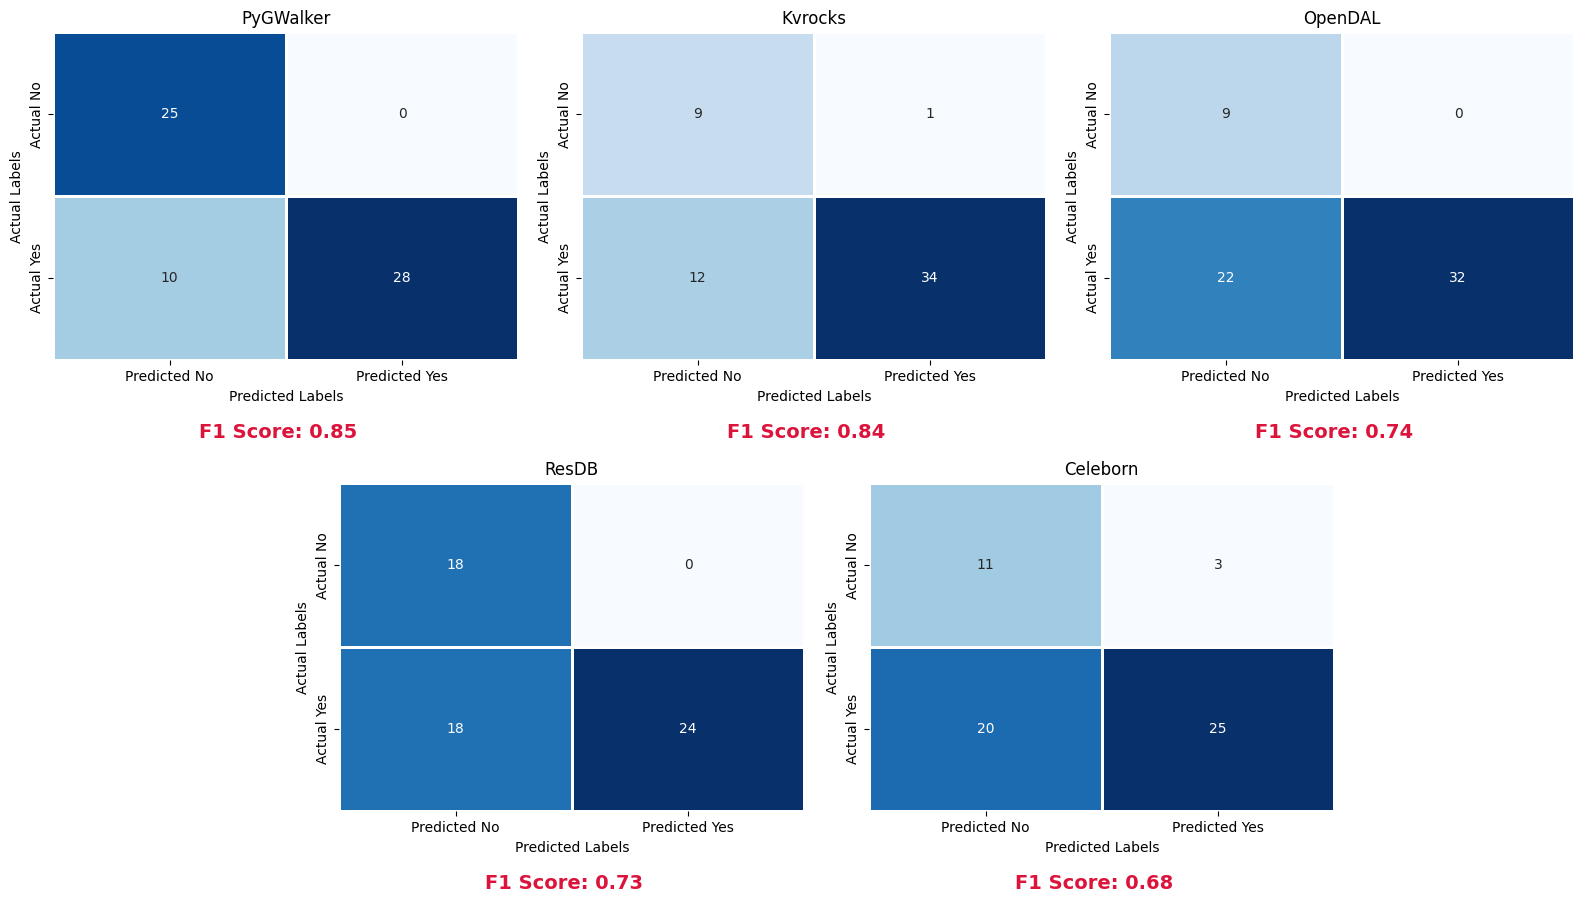 PyGWalker
Actual Labels
Actual No
Actual Yes
25
0
10
28
Predicted No
Predicted Yes
Predicted Labels
F1 Score: 0.85
Kvrocks
Actual Labels
Actual No
Actual Yes
9
1
12
34
Predicted No
Predicted Yes
Predicted Labels
F1 Score: 0.84
OpenDAL
Actual Labels
Actual No
Actual Yes
9
0
22
32
Predicted No
Predicted Yes
Predicted Labels
F1 Score: 0.74
ResDB
Actual Labels
Actual No
Actual Yes
18
0
18
24
Predicted No
Predicted Yes
Predicted Labels
F1 Score: 0.73
Celeborn
Actual Labels
Actual No
Actual Yes
11
3
20
25
Predicted No
Predicted Yes
Predicted Labels
F1 Score: 0.68